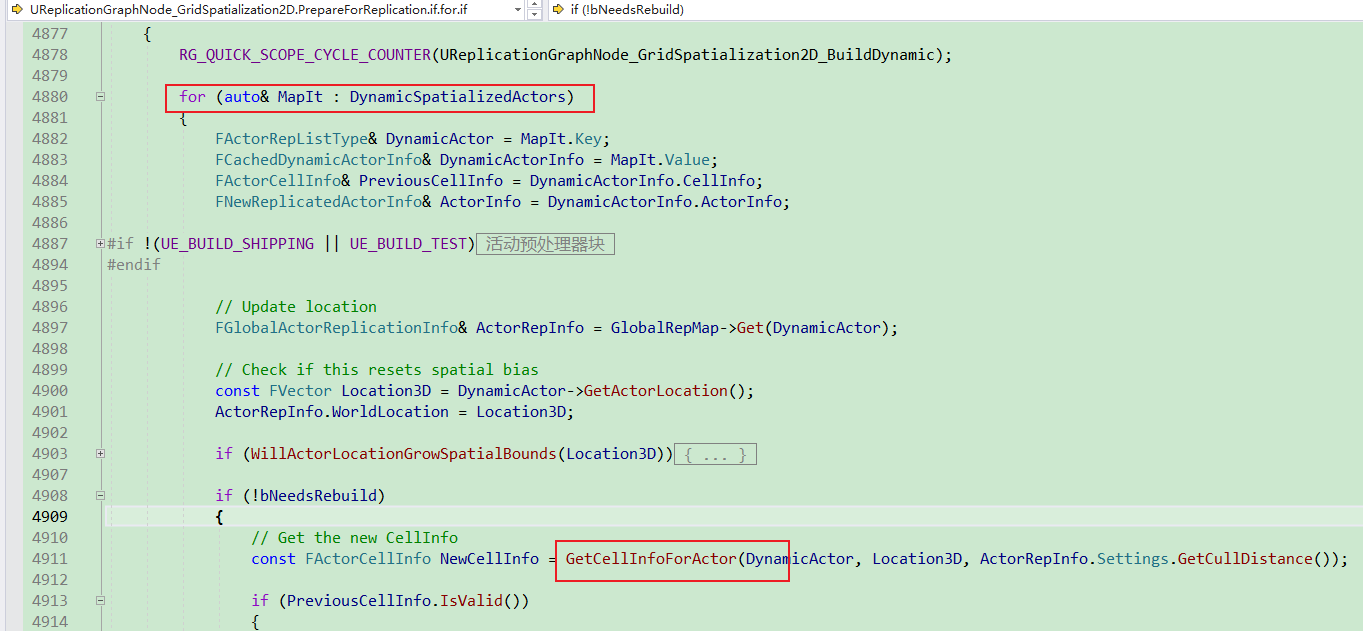 UReplicationGraphNode_GridSpatialization2D.PrepareForReplication.if.for.if if (!bNeedsRebuild)
4877 {
4878 RG_QUICK_SCOPE_CYCLE_COUNTER(UReplicationGraphNode_GridSpatialization2D_BuildDynamic);
4879
4880 for (auto& MapIt : DynamicSpatializedActors)
4881 {
4882 FActorRepListType& DynamicActor = MapIt.Key;
4883 FCachedDynamicActorInfo& DynamicActorInfo = MapIt.Value;
4884 FActorCellInfo& PreviousCellInfo = DynamicActorInfo.CellInfo;
4885 FNewReplicatedActorInfo& ActorInfo = DynamicActorInfo.ActorInfo;
4886
4887 #if !(UE_BUILD_SHIPPING || UE_BUILD_TEST) 活动预处理器块
4894 #endif
4895
4896 // Update location
4897 FGlobalActorReplicationInfo& ActorRepInfo = GlobalRepMap->Get(DynamicActor);
4898
4899 // Check if this resets spatial bias
4900 const FVector Location3D = DynamicActor->GetActorLocation();
4901 ActorRepInfo.WorldLocation = Location3D;
4902
4903 if (WillActorLocationGrowSpatialBounds(Location3D)) { ... }
4907
4908 if (!bNeedsRebuild)
4909 {
4910 // Get the new CellInfo
4911 const FActorCellInfo NewCellInfo = GetCellInfoForActor(DynamicActor, Location3D, ActorRepInfo.Settings.GetCullDistance());
4912
4913 if (PreviousCellInfo.IsValid())
4914 {